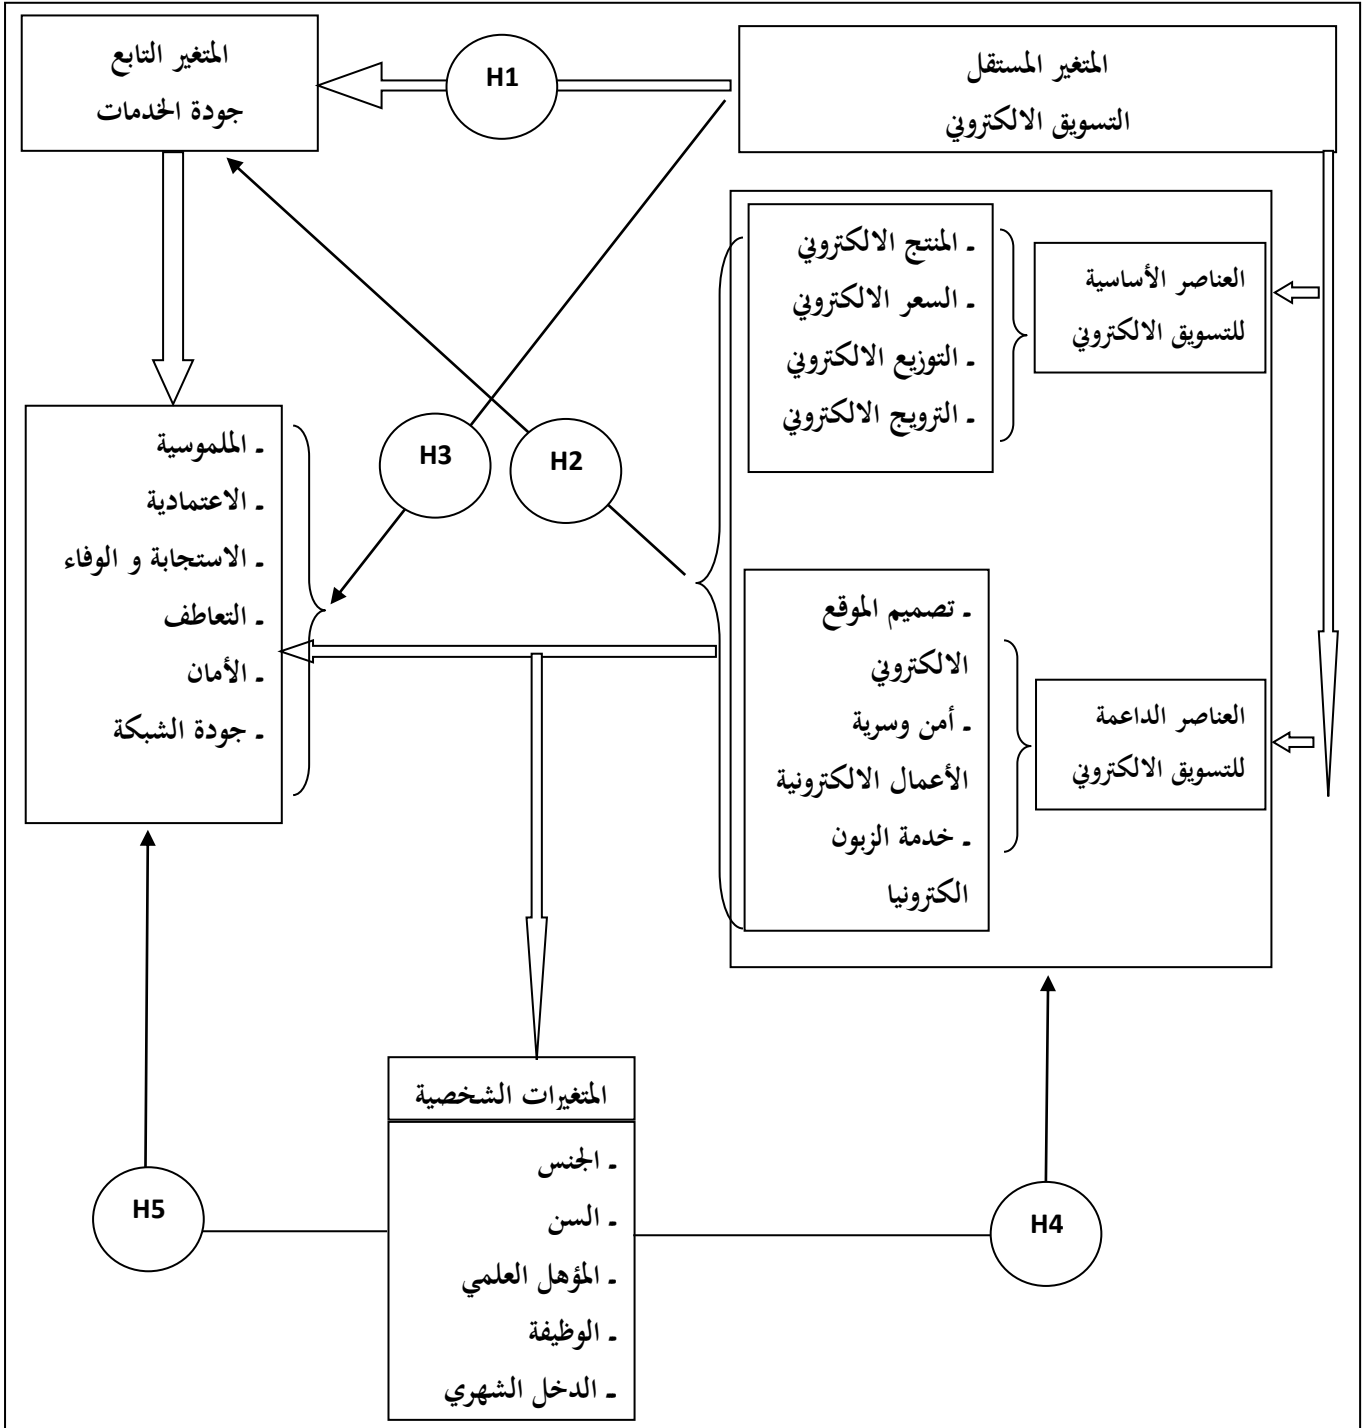 المتغير المستقل
التسويق الالكتروني
H1
المتغير التابع
جودة الخدمات
العناصر الأساسية
للتسويق الالكتروني
ـ المنتج الالكتروني
ـ السعر الالكتروني
ـ التوزيع الالكتروني
ـ الترويج الالكتروني
H2
H3
ـ الملموسية
ـ الاعتمادية
ـ الاستجابة و الوفاء
ـ التعاطف
ـ الأمان
ـ جودة الشبكة
العناصر الداعمة
للتسويق الالكتروني
ـ تصميم الموقع
الالكتروني
ـ أمن وسرية
الأعمال الالكترونية
ـ خدمة الزبون
الكترونيا
المتغيرات الشخصية
ـ الجنس
ـ السن
ـ المؤهل العلمي
ـ الوظيفة
ـ الدخل الشهري
H4
H5